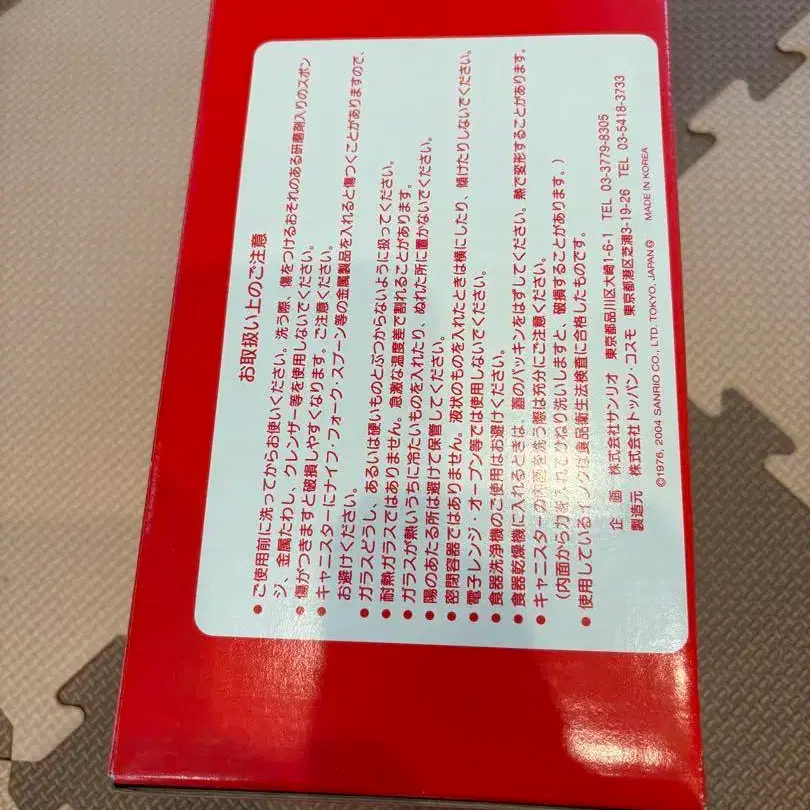 お取扱い上のご注意
●ご使用前に洗ってからお使いください。洗う際、傷をつけるおそれのある研磨剤入りのスポン
ジ、金属たわし、クレンザー等を使用しないでください。
●傷がつきますと破損しやすくなります。ご注意ください。
●キャニスターにナイフ・フォーク・スプーン等の金属製品を入れると傷つくことがありますので、
お避けください。
●ガラスどうし、あるいは硬いものとぶつからないように扱ってください。
●耐熱ガラスではありません。急激な温度差で割れることがあります。
●ガラスが熱いうちに冷たいものを入れたり、ぬれた所に置かないでください。
●陽のあたる所は避けて保管してください。
●密閉容器ではありません。液状のものを入れたときは横にしたり、傾けたりしないでください。
●電子レンジ・オーブン等では使用しないでください。
●食器洗浄機のご使用はお避けください。
●食器乾燥機に入れるときは、蓋のパッキンをはずしてください。熱で変形することがあります。
●キャニスターの内側を洗う際は充分にご注意ください。
(内面から力を入れてひねり洗いしますと、破損することがあります。)
●使用しているインクは食品衛生法検査に合格したものです。
企 画 株式会社サンリオ 東京都品川区大崎1-6-1 TEL 03-3779-8305
製造元 株式会社トッパン・コスモ 東京都港区芝浦3-19-26 TEL 03-5418-3733
©1976, 2004 SANRIO CO., LTD. TOKYO, JAPAN Ⓖ MADE IN KOREA